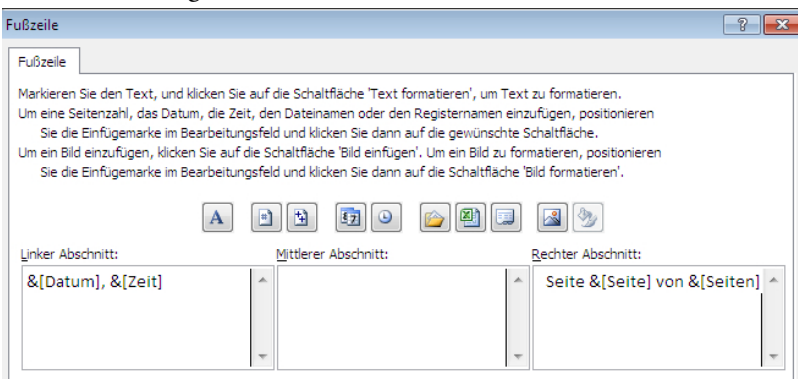 Fußzeile
Fußzeile
Markieren Sie den Text, und klicken Sie auf die Schaltfläche 'Text formatieren', um Text zu formatieren.
Um eine Seitenzahl, das Datum, die Zeit, den Dateinamen oder den Registernamen einzufügen, positionieren
Sie die Einfügemarke im Bearbeitungsfeld und klicken Sie dann auf die gewünschte Schaltfläche.
Um ein Bild einzufügen, klicken Sie auf die Schaltfläche 'Bild einfügen'. Um ein Bild zu formatieren, positionieren
Sie die Einfügemarke im Bearbeitungsfeld und klicken Sie dann auf die Schaltfläche 'Bild formatieren'.
A
Linker Abschnitt: Mittlerer Abschnitt: Rechter Abschnitt:
&[Datum], &[Zeit] Seite &[Seite] von &[Seiten]